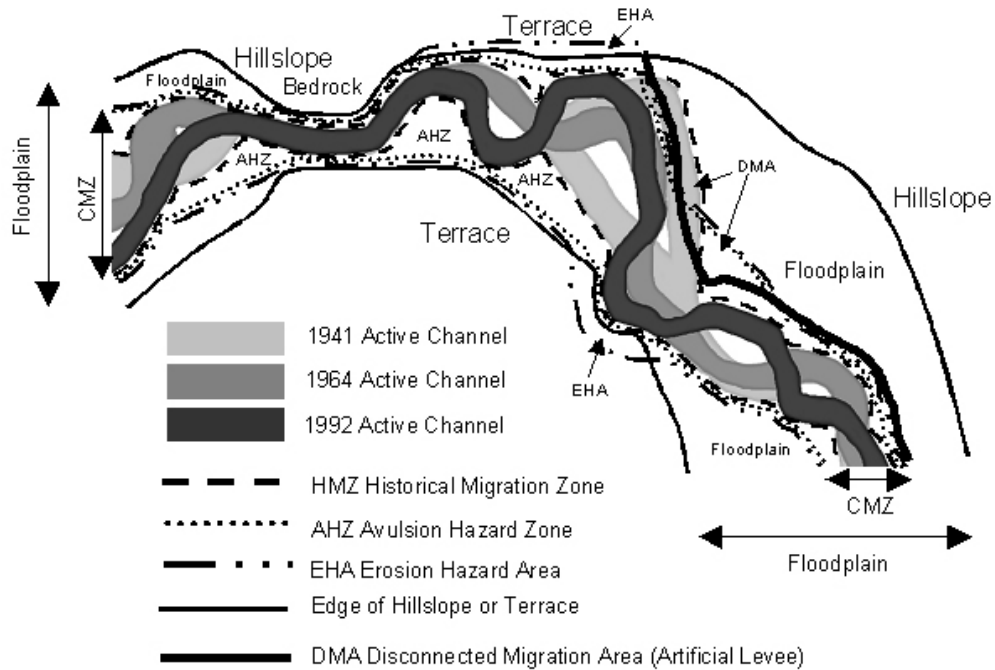 Terrace
EHA
Hillslope
Bedrock
Floodplain
AHZ
AHZ
AHZ
DMA
Floodplain
CMZ
Hillslope
Terrace
Floodplain
EHA
Floodplain
CMZ
Floodplain
1941 Active Channel
1964 Active Channel
1992 Active Channel
HMZ Historical Migration Zone
AHZ Avulsion Hazard Zone
EHA Erosion Hazard Area
Edge of Hillslope or Terrace
DMA Disconnected Migration Area (Artificial Levee)